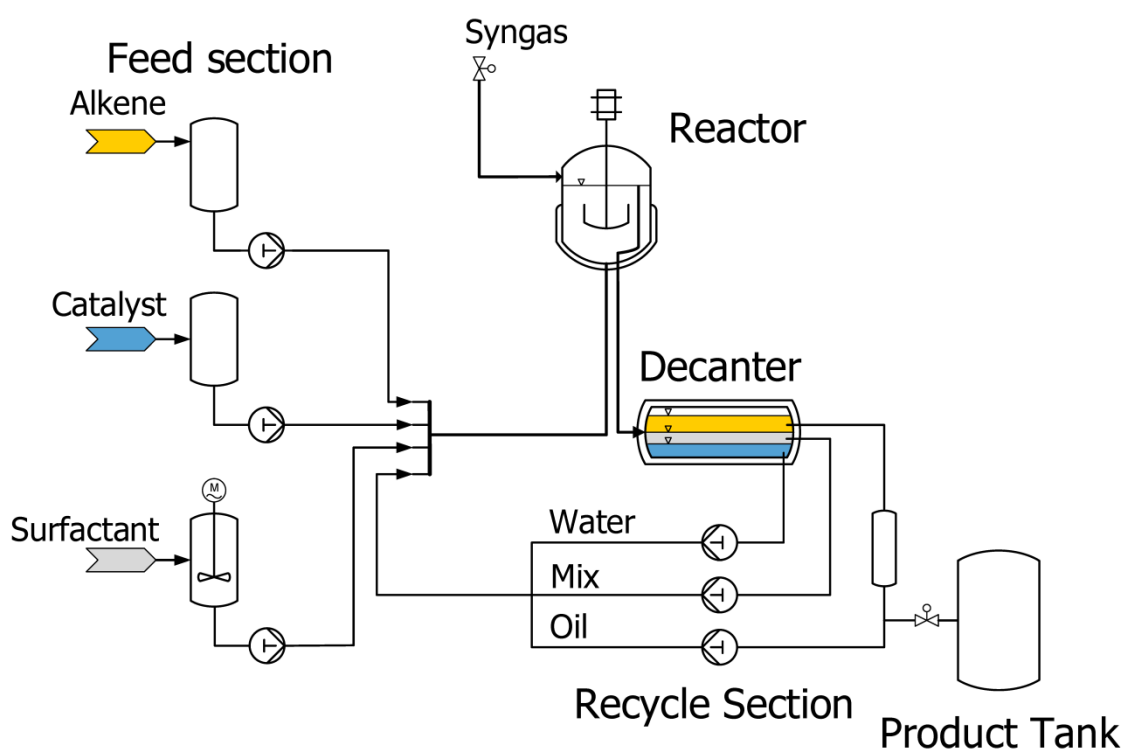 Syngas
Feed section
Alkene
Reactor
Catalyst
Decanter
M
Surfactant
Water
Mix
Oil
Recycle Section
Product Tank